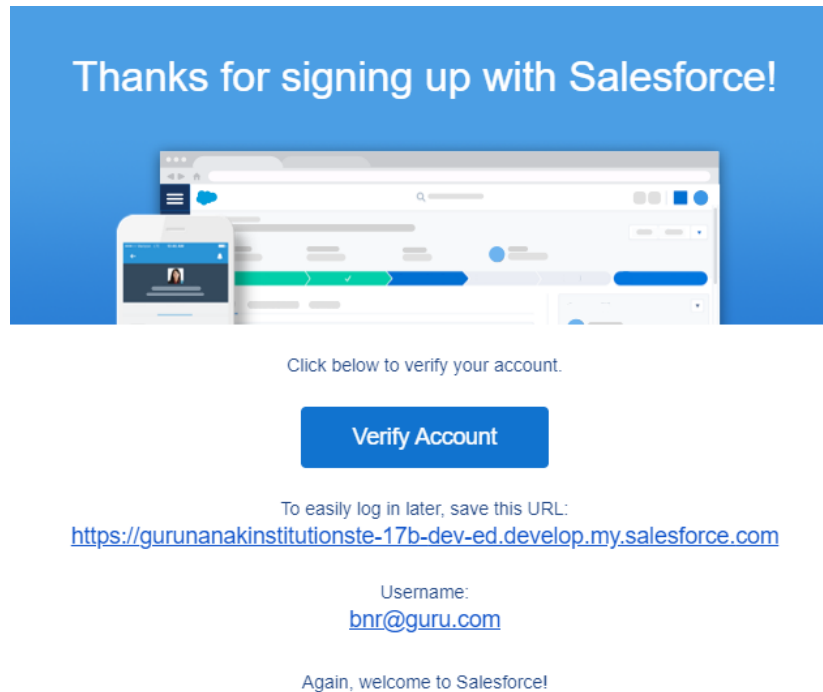 Thanks for signing up with Salesforce!
Click below to verify your account.
Verify Account
To easily log in later, save this URL:
https://gurunanakinstitutionste-17b-dev-ed.develop.my.salesforce.com
Username:
bnr@guru.com
Again, welcome to Salesforce!